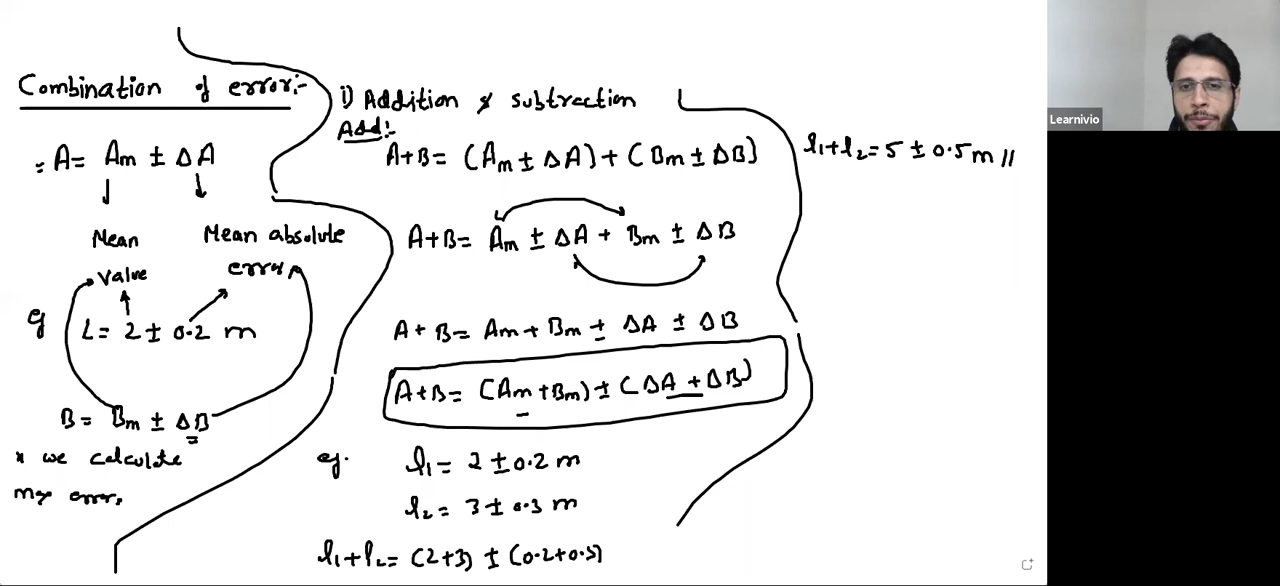 Combination of error:-
: A= Am ± ΔA
Mean value
Mean absolute error
eg L= 2 ± 0.2 m
B= Bm ± ΔB
* we calculate
max error.
i) Addition & subtraction
Add:-
A+B= (Am ± ΔA) + (Bm ± ΔB)
A+B= Am ± ΔA + Bm ± ΔB
A + B= Am + Bm ± ΔA ± ΔB
A+B= (Am +Bm) ± (ΔA + ΔB)
eg. l1= 2 ±0.2 m
l2= 3± 0.3 m
l1+l2= (2+3) ± (0.2+0.3)
l1+l2=5 ±0.5m //
Learnivio